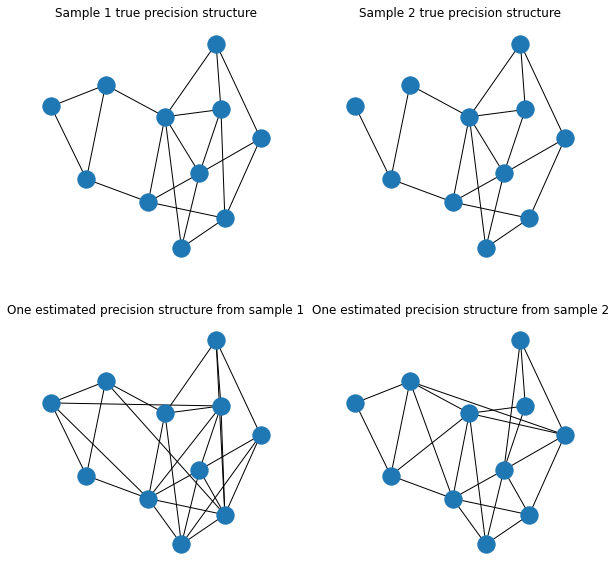 Sample 1 true precision structure
Sample 2 true precision structure
One estimated precision structure from sample 1
One estimated precision structure from sample 2